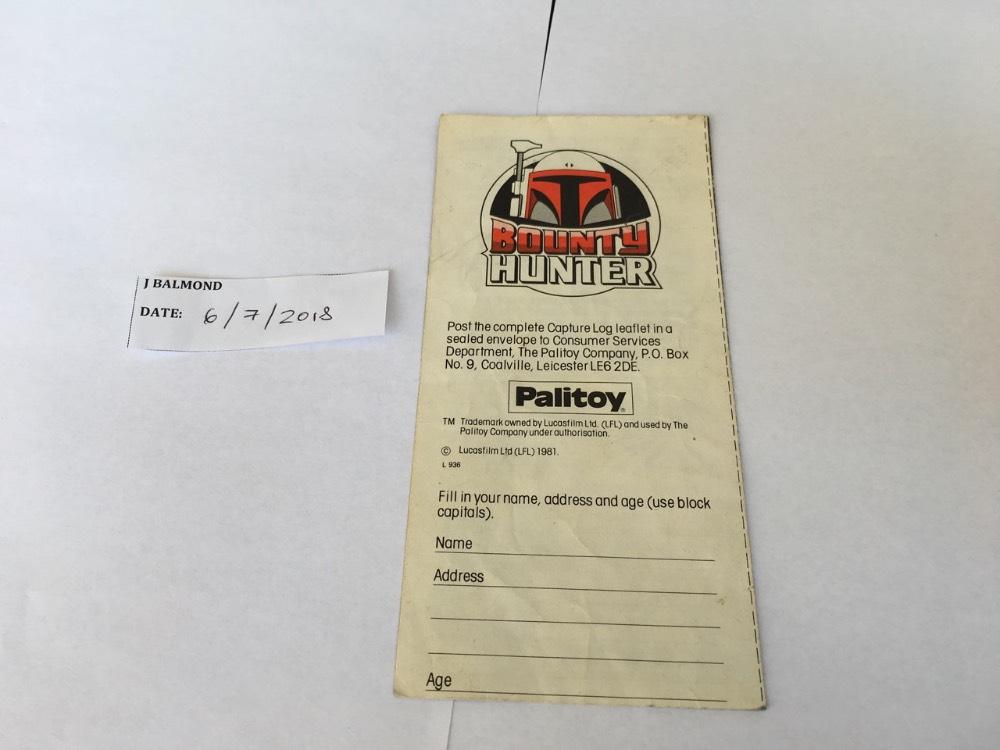 J BALMOND
DATE: 6/7/2018
BOUNTY
HUNTER
Post the complete Capture Log leaflet in a
sealed envelope to Consumer Services
Department, The Palitoy Company, P.O. Box
No. 9, Coalville, Leicester LE6 2DE.
Palitoy
TM Trademark owned by Lucasfilm Ltd. (LFL) and used by The
Palitoy Company under authorisation.
© Lucasfilm Ltd (LFL) 1981.
L 936
Fill in your name, address and age (use block
capitals).
Name
Address
Age